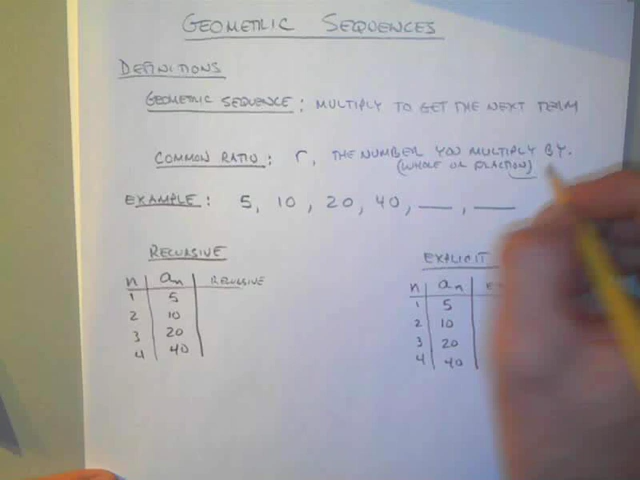 GEOMETRIC SEQUENCES
DEFINITIONS
GEOMETRIC SEQUENCE: MULTIPLY TO GET THE NEXT TERM
COMMON RATIO: r, THE NUMBER YOU MULTIPLY BY.
(WHOLE OR FRACTION)
EXAMPLE: 5, 10, 20, 40, ___, ___
RECURSIVE
n an RECURSIVE
1 5
2 10
3 20
4 40
EXPLICIT
n an
1 5
2 10
3 20
4 40